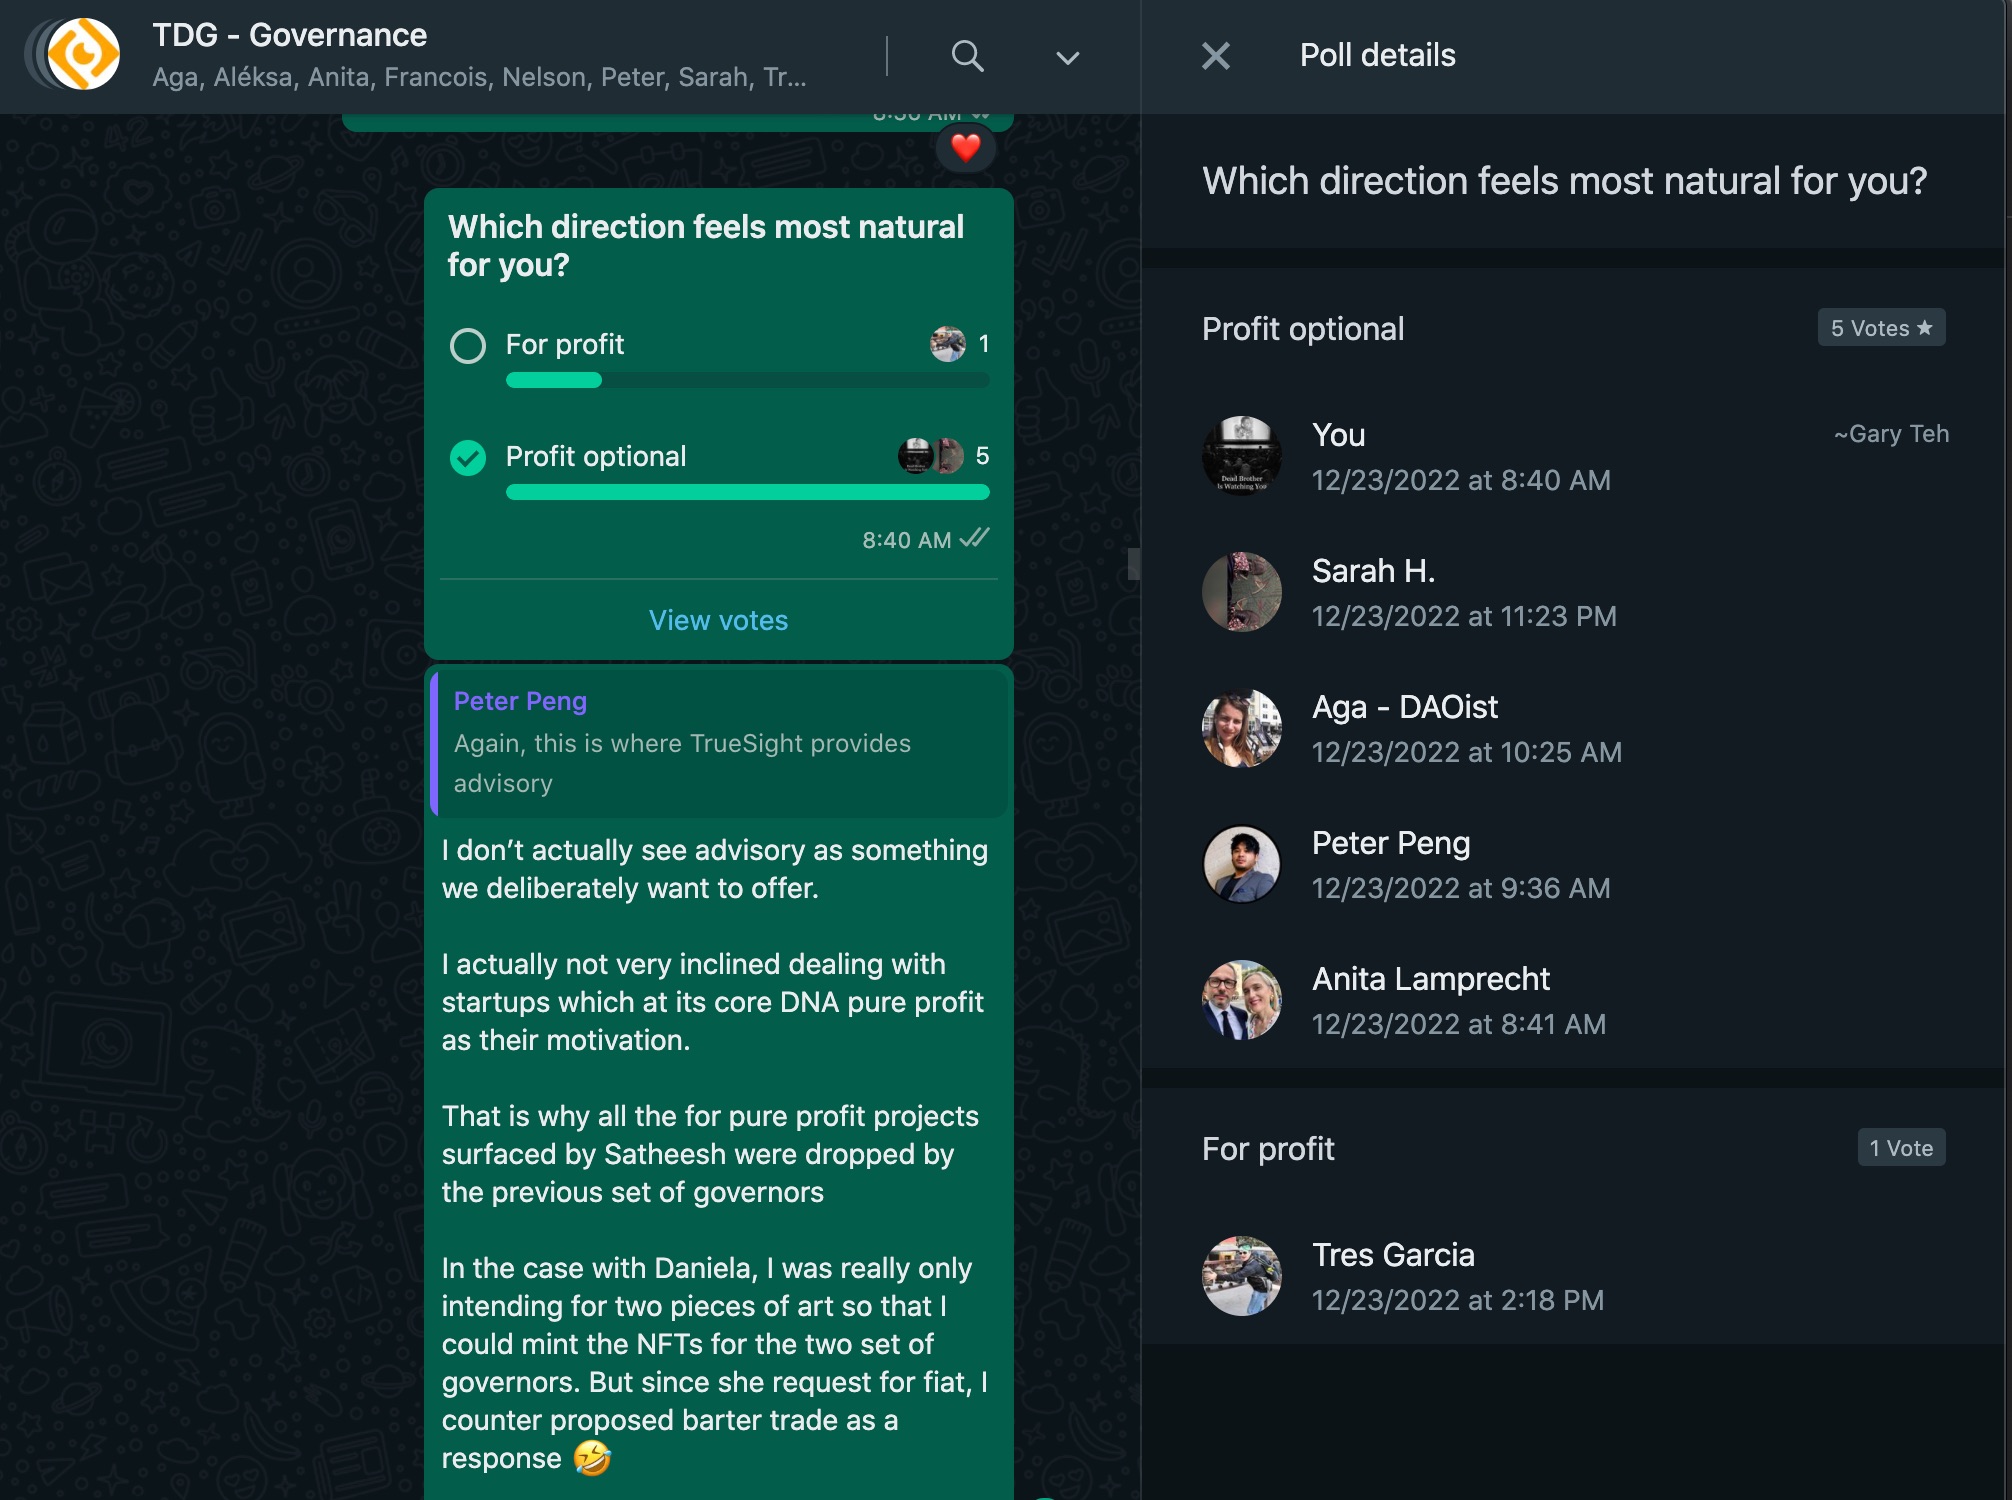 TDG - Governance
Aga, Aléksa, Anita, Francois, Nelson, Peter, Sarah, Tr...
8:36 AM
Which direction feels most natural
for you?
For profit
1
Profit optional
5
8:40 AM
View votes
Peter Peng
Again, this is where TrueSight provides
advisory
I don’t actually see advisory as something
we deliberately want to offer.
I actually not very inclined dealing with
startups which at its core DNA pure profit
as their motivation.
That is why all the for pure profit projects
surfaced by Satheesh were dropped by
the previous set of governors
In the case with Daniela, I was really only
intending for two pieces of art so that I
could mint the NFTs for the two set of
governors. But since she request for fiat, I
counter proposed barter trade as a
response 🤣
Poll details
Which direction feels most natural for you?
Profit optional
5 Votes ★
You
~Gary Teh
12/23/2022 at 8:40 AM
Dead Brother
Is Watching You
Sarah H.
12/23/2022 at 11:23 PM
Aga - DAOist
12/23/2022 at 10:25 AM
Peter Peng
12/23/2022 at 9:36 AM
Anita Lamprecht
12/23/2022 at 8:41 AM
For profit
1 Vote
Tres Garcia
12/23/2022 at 2:18 PM